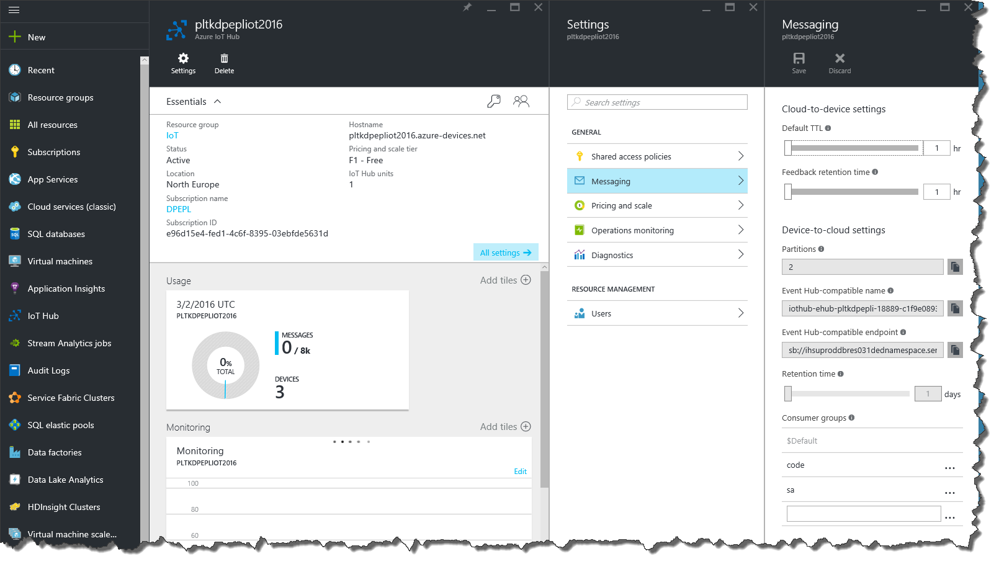 New
Recent
Resource groups
All resources
Subscriptions
App Services
Cloud services (classic)
SQL databases
Virtual machines
Application Insights
IoT Hub
Stream Analytics jobs
Audit Logs
Service Fabric Clusters
SQL elastic pools
Data factories
Data Lake Analytics
HDInsight Clusters
Virtual machine scale...
pltkdpepliot2016
Azure IoT Hub
Settings
Delete
Essentials
Resource group
IoT
Status
Active
Location
North Europe
Subscription name
DPEPL
Subscription ID
e96d15e4-fed1-4c6f-8395-03ebfde5631d
Hostname
pltkdpepliot2016.azure-devices.net
Pricing and scale tier
F1 - Free
IoT Hub units
1
All settings
Usage
Add tiles
3/2/2016 UTC
PLTKDPEPLIOT2016
0%
TOTAL
MESSAGES
0 / 8k
DEVICES
3
Monitoring
Add tiles
Monitoring
PLTKDPEPLIOT2016
Edit
100
80
60
Settings
pltkdpepliot2016
Search settings
GENERAL
Shared access policies
Messaging
Pricing and scale
Operations monitoring
Diagnostics
RESOURCE MANAGEMENT
Users
Messaging
pltkdpepliot2016
Save
Discard
Cloud-to-device settings
Default TTL
1 hr
Feedback retention time
1 hr
Device-to-cloud settings
Partitions
2
Event Hub-compatible name
iothub-ehub-pltkdpepli-18889-c1f9e0893
Event Hub-compatible endpoint
sb://ihsuproddbres031dednamespace.ser
Retention time
1 days
Consumer groups
$Default
code
...
sa
...
...